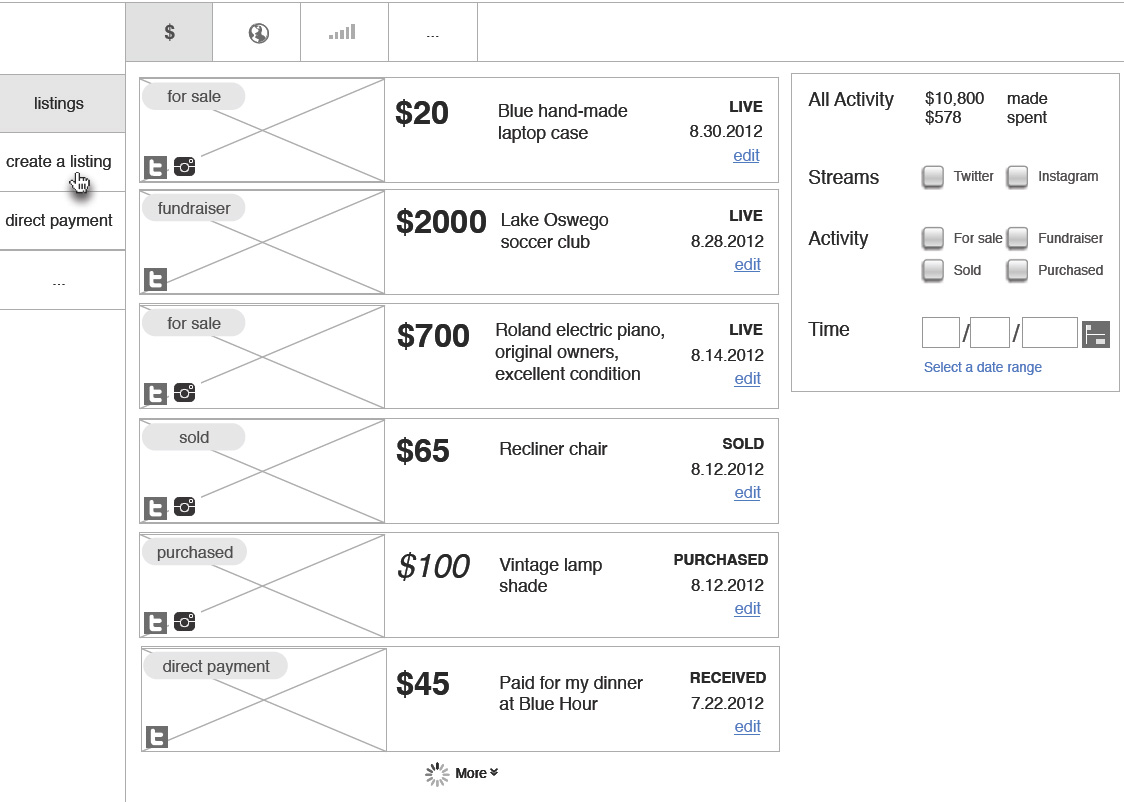 $
...
listings
create a listing
direct payment
...
for sale
$20
Blue hand-made
laptop case
LIVE
8.30.2012
edit
fundraiser
$2000
Lake Oswego
soccer club
LIVE
8.28.2012
edit
for sale
$700
Roland electric piano,
original owners,
excellent condition
LIVE
8.14.2012
edit
sold
$65
Recliner chair
SOLD
8.12.2012
edit
purchased
$100
Vintage lamp
shade
PURCHASED
8.12.2012
edit
direct payment
$45
Paid for my dinner
at Blue Hour
RECEIVED
7.22.2012
edit
More
All Activity
$10,800 made
$578 spent
Streams
Twitter Instagram
Activity
For sale Fundraiser
Sold Purchased
Time
/ /
Select a date range